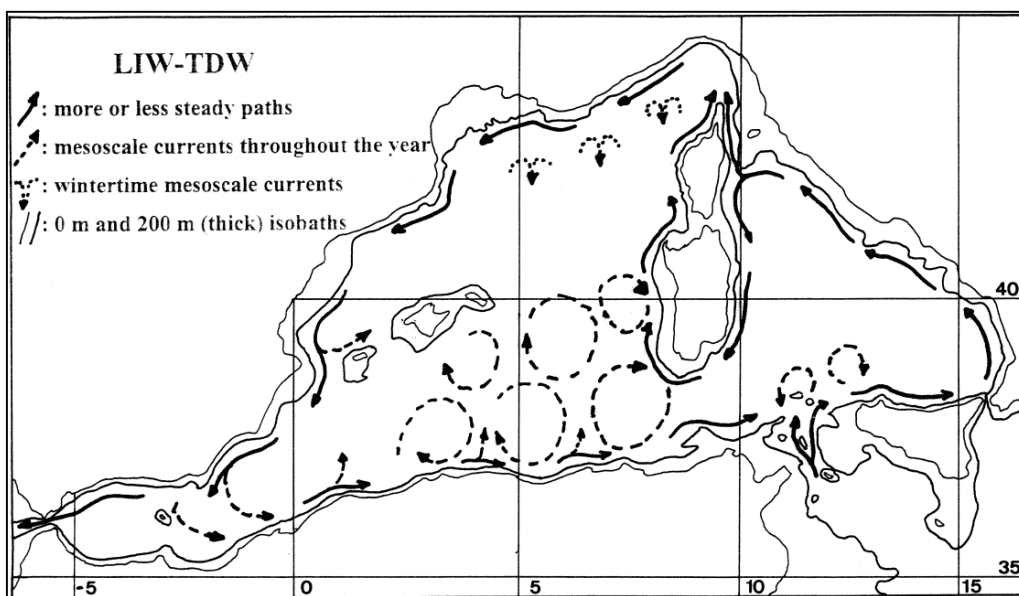 LIW-TDW
: more or less steady paths
: mesoscale currents throughout the year
: wintertime mesoscale currents
: 0 m and 200 m (thick) isobaths
40
35
-5
0
5
10
15